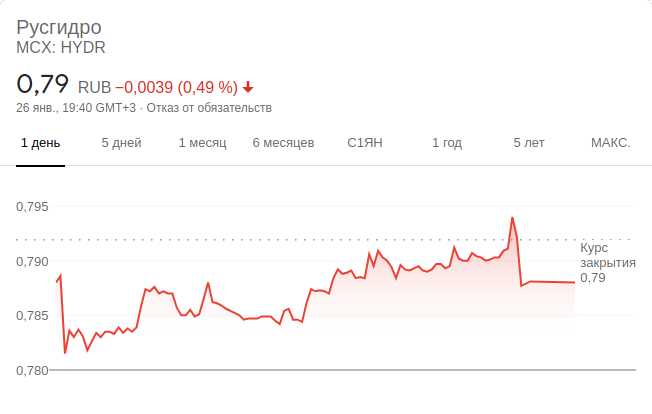 Русгидро
MCX: HYDR
0,79 RUB −0,0039 (0,49 %)
26 янв., 19:40 GMT+3 · Отказ от обязательств
1 день 5 дней 1 месяц 6 месяцев С1ЯН 1 год 5 лет МАКС.
0,795
Курс
закрытия
0,79
0,790
0,785
0,780